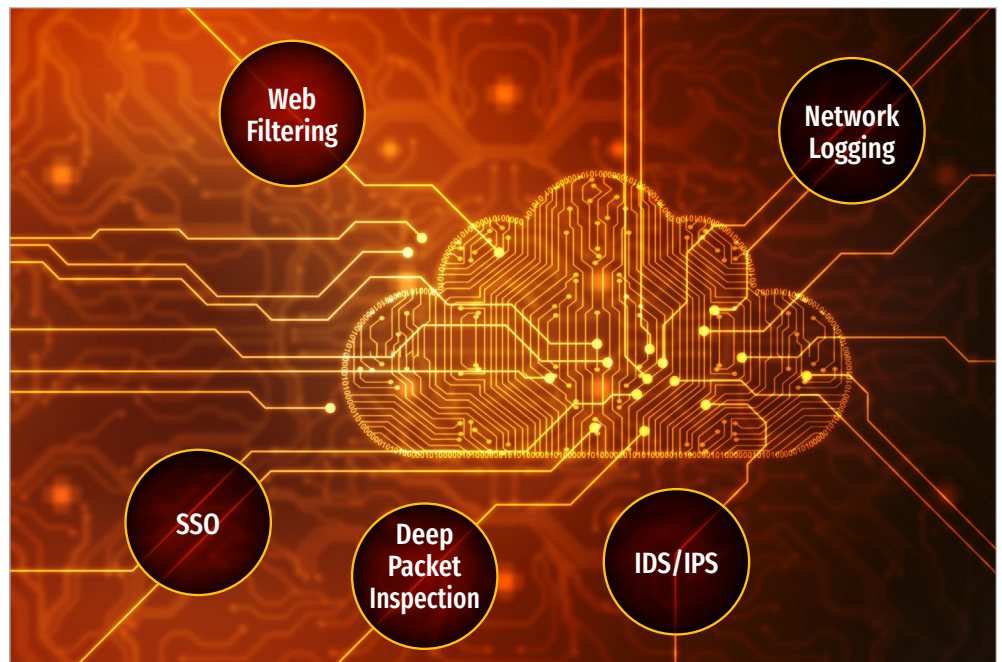 Web
Filtering
Network
Logging
SSO
Deep
Packet
Inspection
IDS/IPS